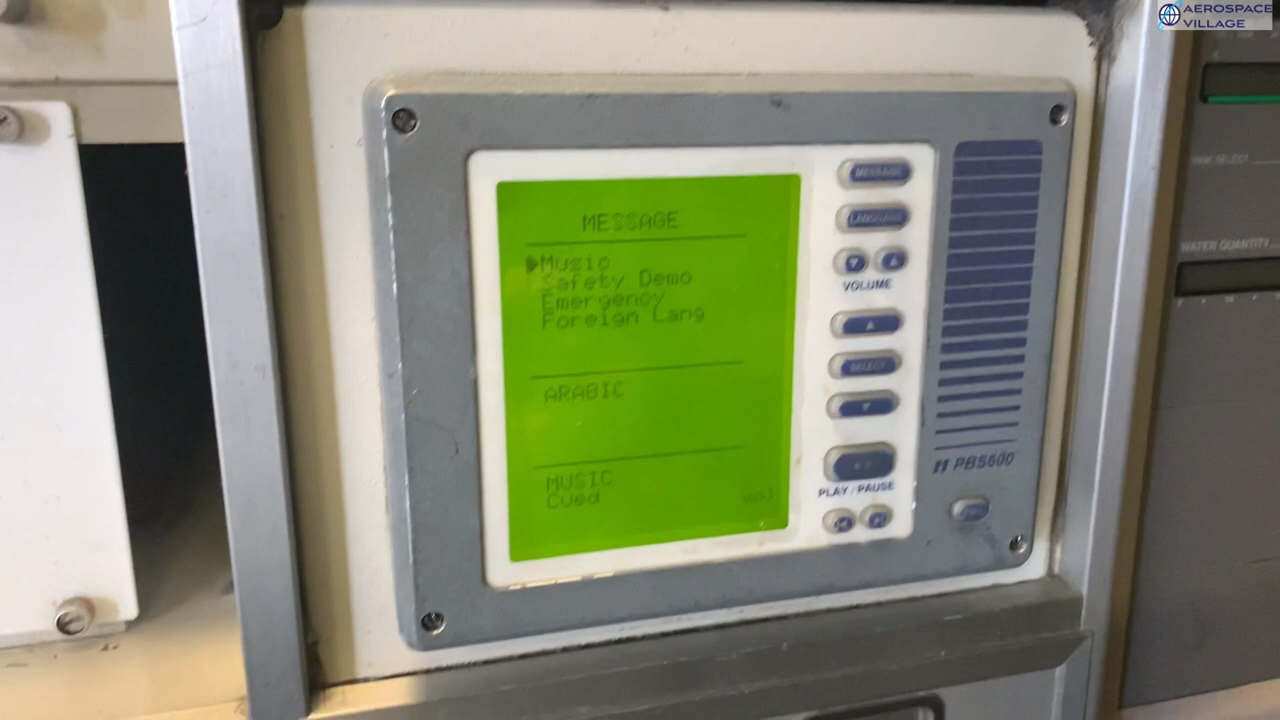 AEROSPACE
VILLAGE
MESSAGE
Music
Safety Demo
Emergency
Foreign Lang
ARABIC
MUSIC
Cued
vol
MESSAGE
LANGUAGE
VOLUME
SELECT
PLAY / PAUSE
PBS600
WATER QUANTITY